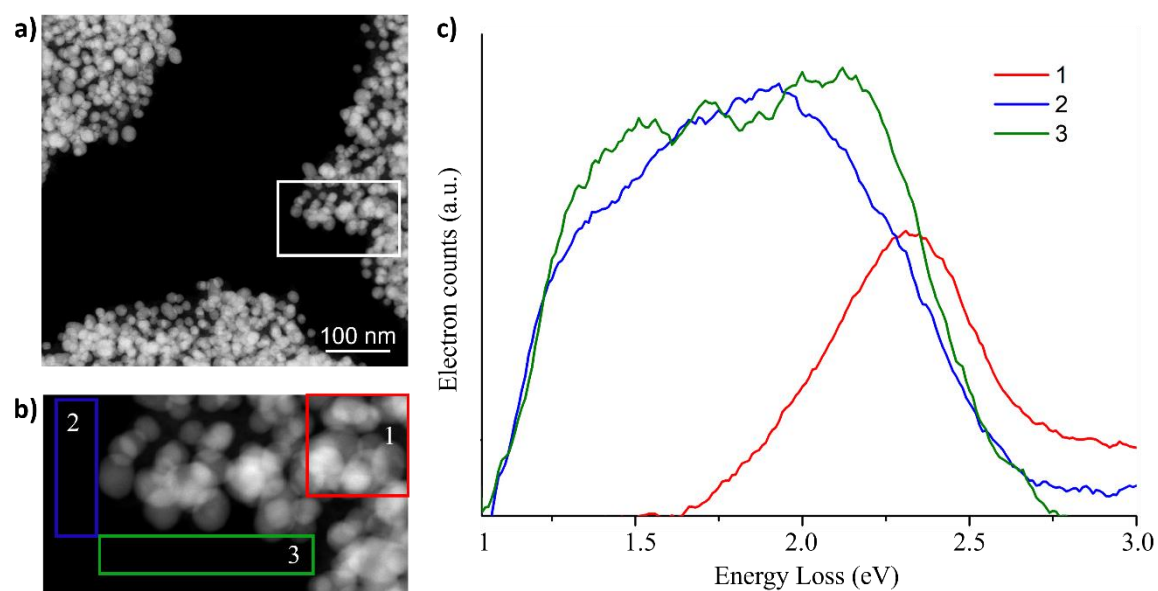 a)
100 nm
b)
2
1
3
c)
1
2
3
Electron counts (a.u.)
1 1.5 2.0 2.5 3.0
Energy Loss (eV)